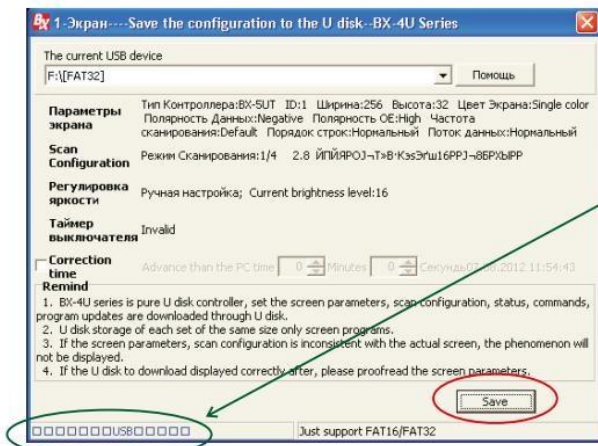 1-Экран----Save the configuration to the U disk--BX-4U Series
The current USB device
F:\[FAT32]
Помощь
Параметры экрана
Тип Контроллера:BX-5UT ID:1 Ширина:256 Высота:32 Цвет Экрана:Single color
Полярность Данных:Negative Полярность OE:High Частота
сканирования:Default Порядок строк:Нормальный Поток данных:Нормальный
Scan Configuration
Режим Сканирования:1/4 2.8
Регулировка яркости
Ручная настройка; Current brightness level:16
Таймер выключателя
Invalid
Correction time
Advance than the PC time 0 Minutes 0 Секунды 2012 11:54:43
Remind
1. BX-4U series is pure U disk controller, set the screen parameters, scan configuration, status, commands,
program updates are downloaded through U disk.
2. U disk storage of each set of the same size only screen programs.
3. If the screen parameters, scan configuration is inconsistent with the actual screen, the phenomenon will
not be displayed.
4. If the U disk to download displayed correctly after, please proofread the screen parameters.
Save
□□□□□□□USB□□□□□
Just support FAT16/FAT32